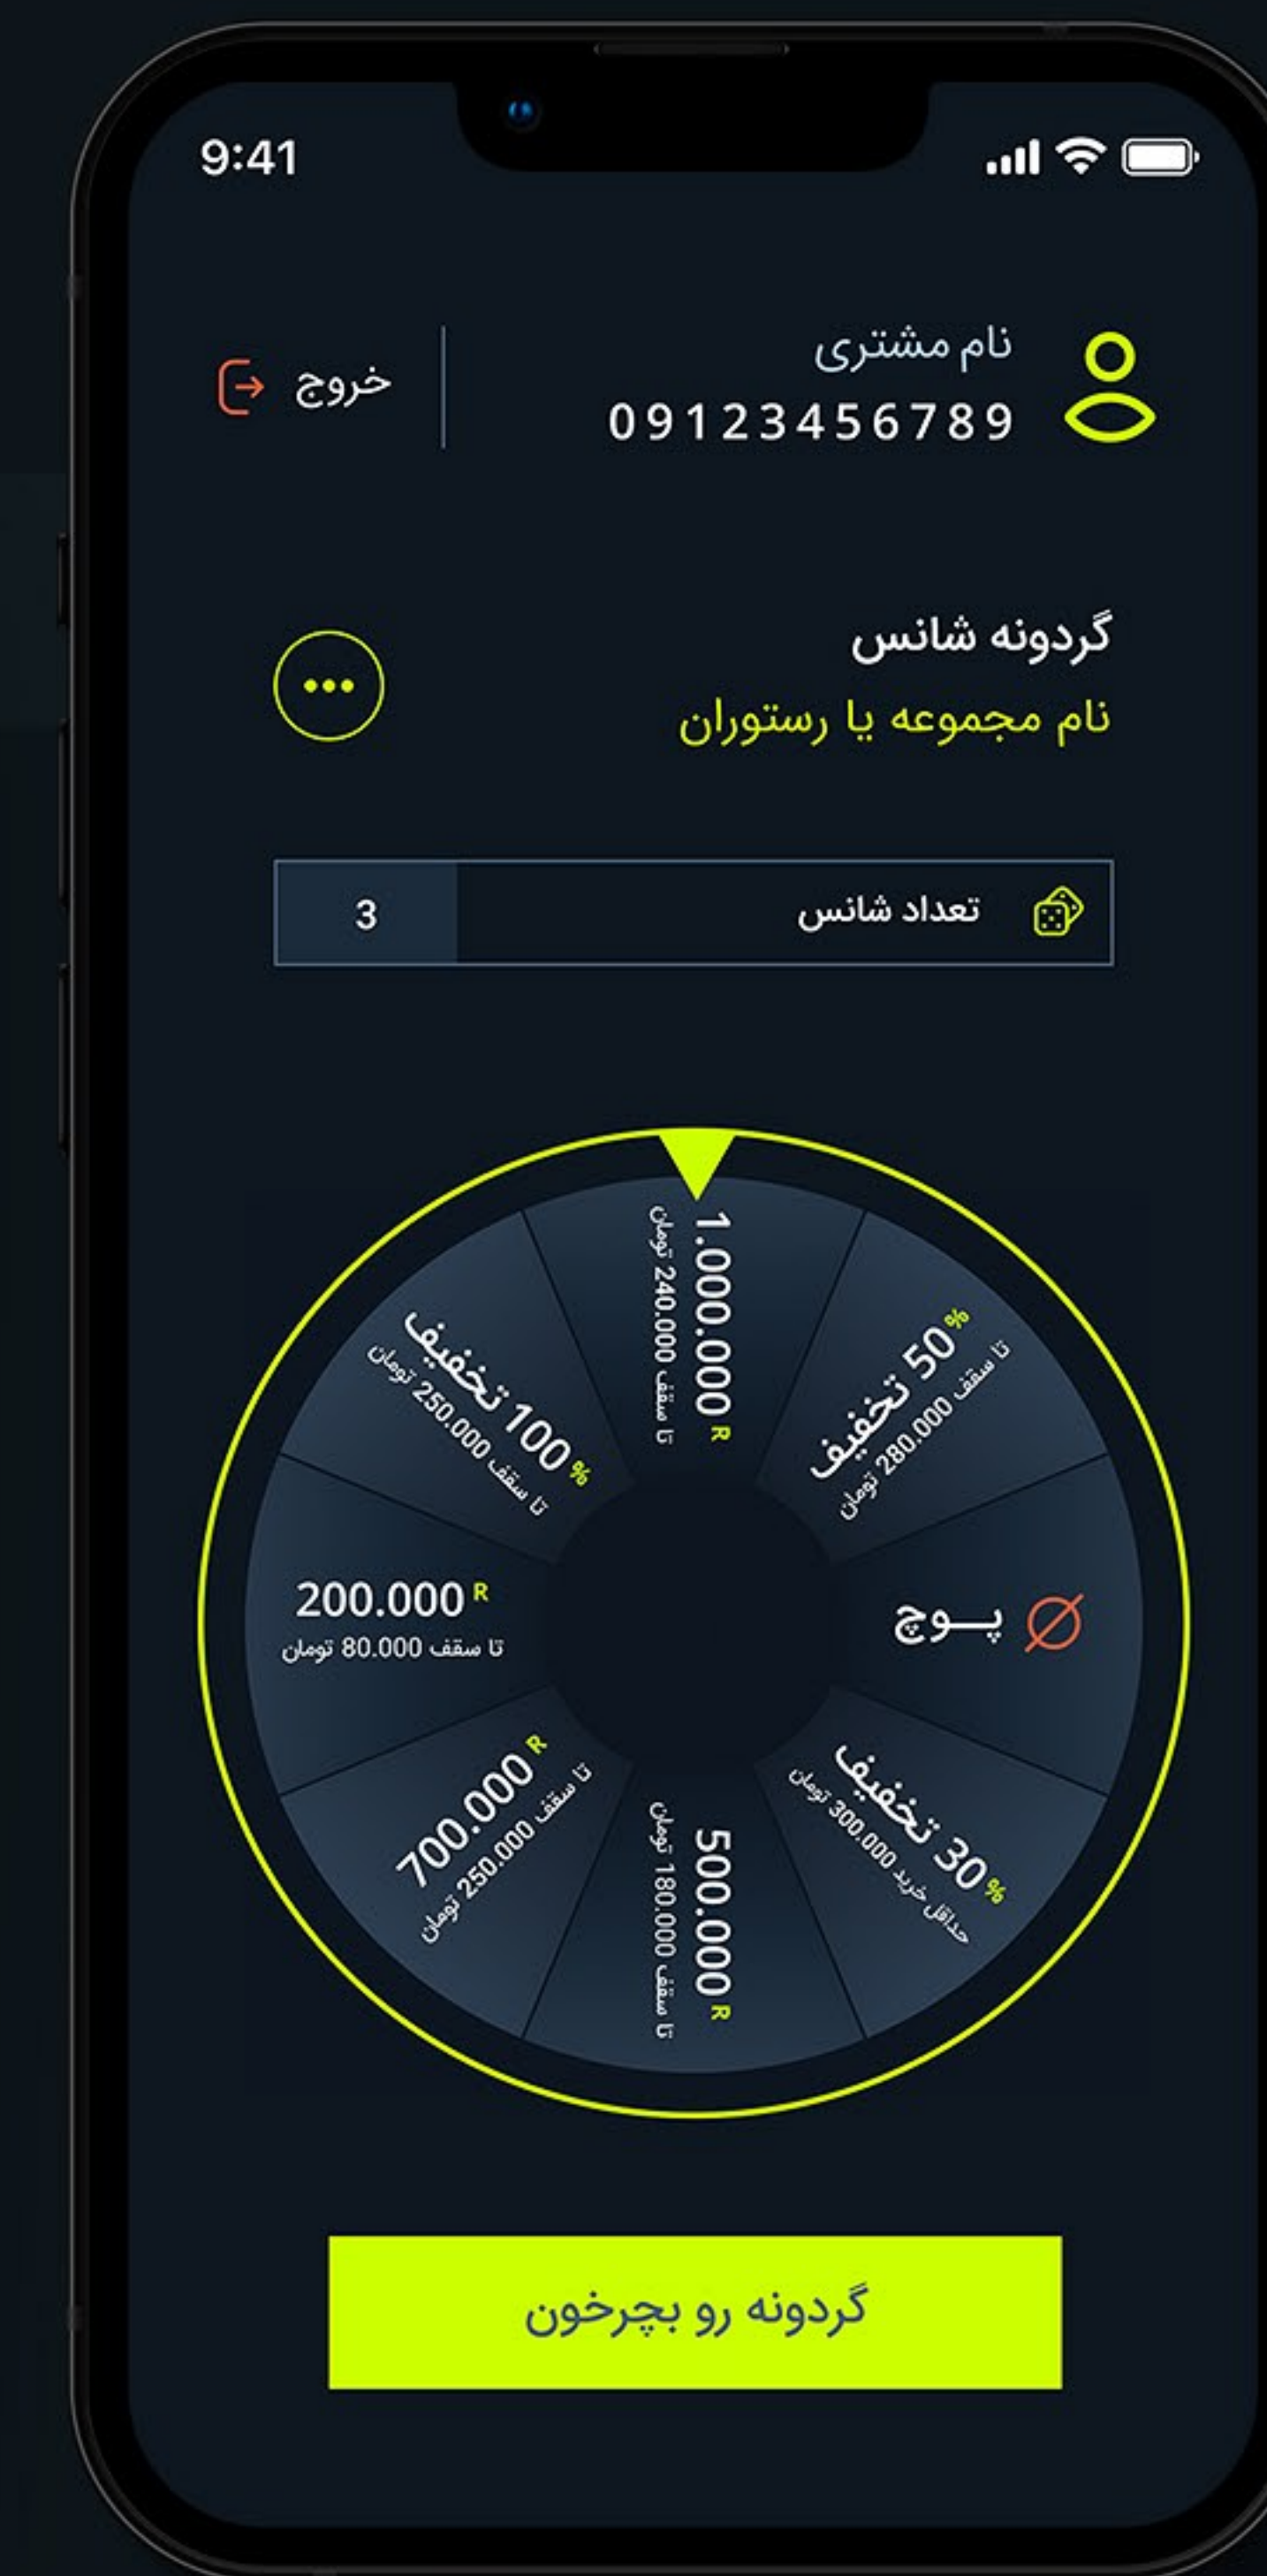 9:41
نام مشتری
09123456789
خروج
گردونه شانس
نام مجموعه یا رستوران
تعداد شانس
3
1.000.000 R
تا سقف 240.000 تومان
50 تخفیف %
تا سقف 280.000 تومان
پـــوچ
30 تخفیف %
حداقل خرید 300.000 تومان
500.000 R
تا سقف 180.000 تومان
700.000 R
تا سقف 250.000 تومان
200.000 R
تا سقف 80.000 تومان
100 تخفیف %
تا سقف 250.000 تومان
گردونه رو بچرخون